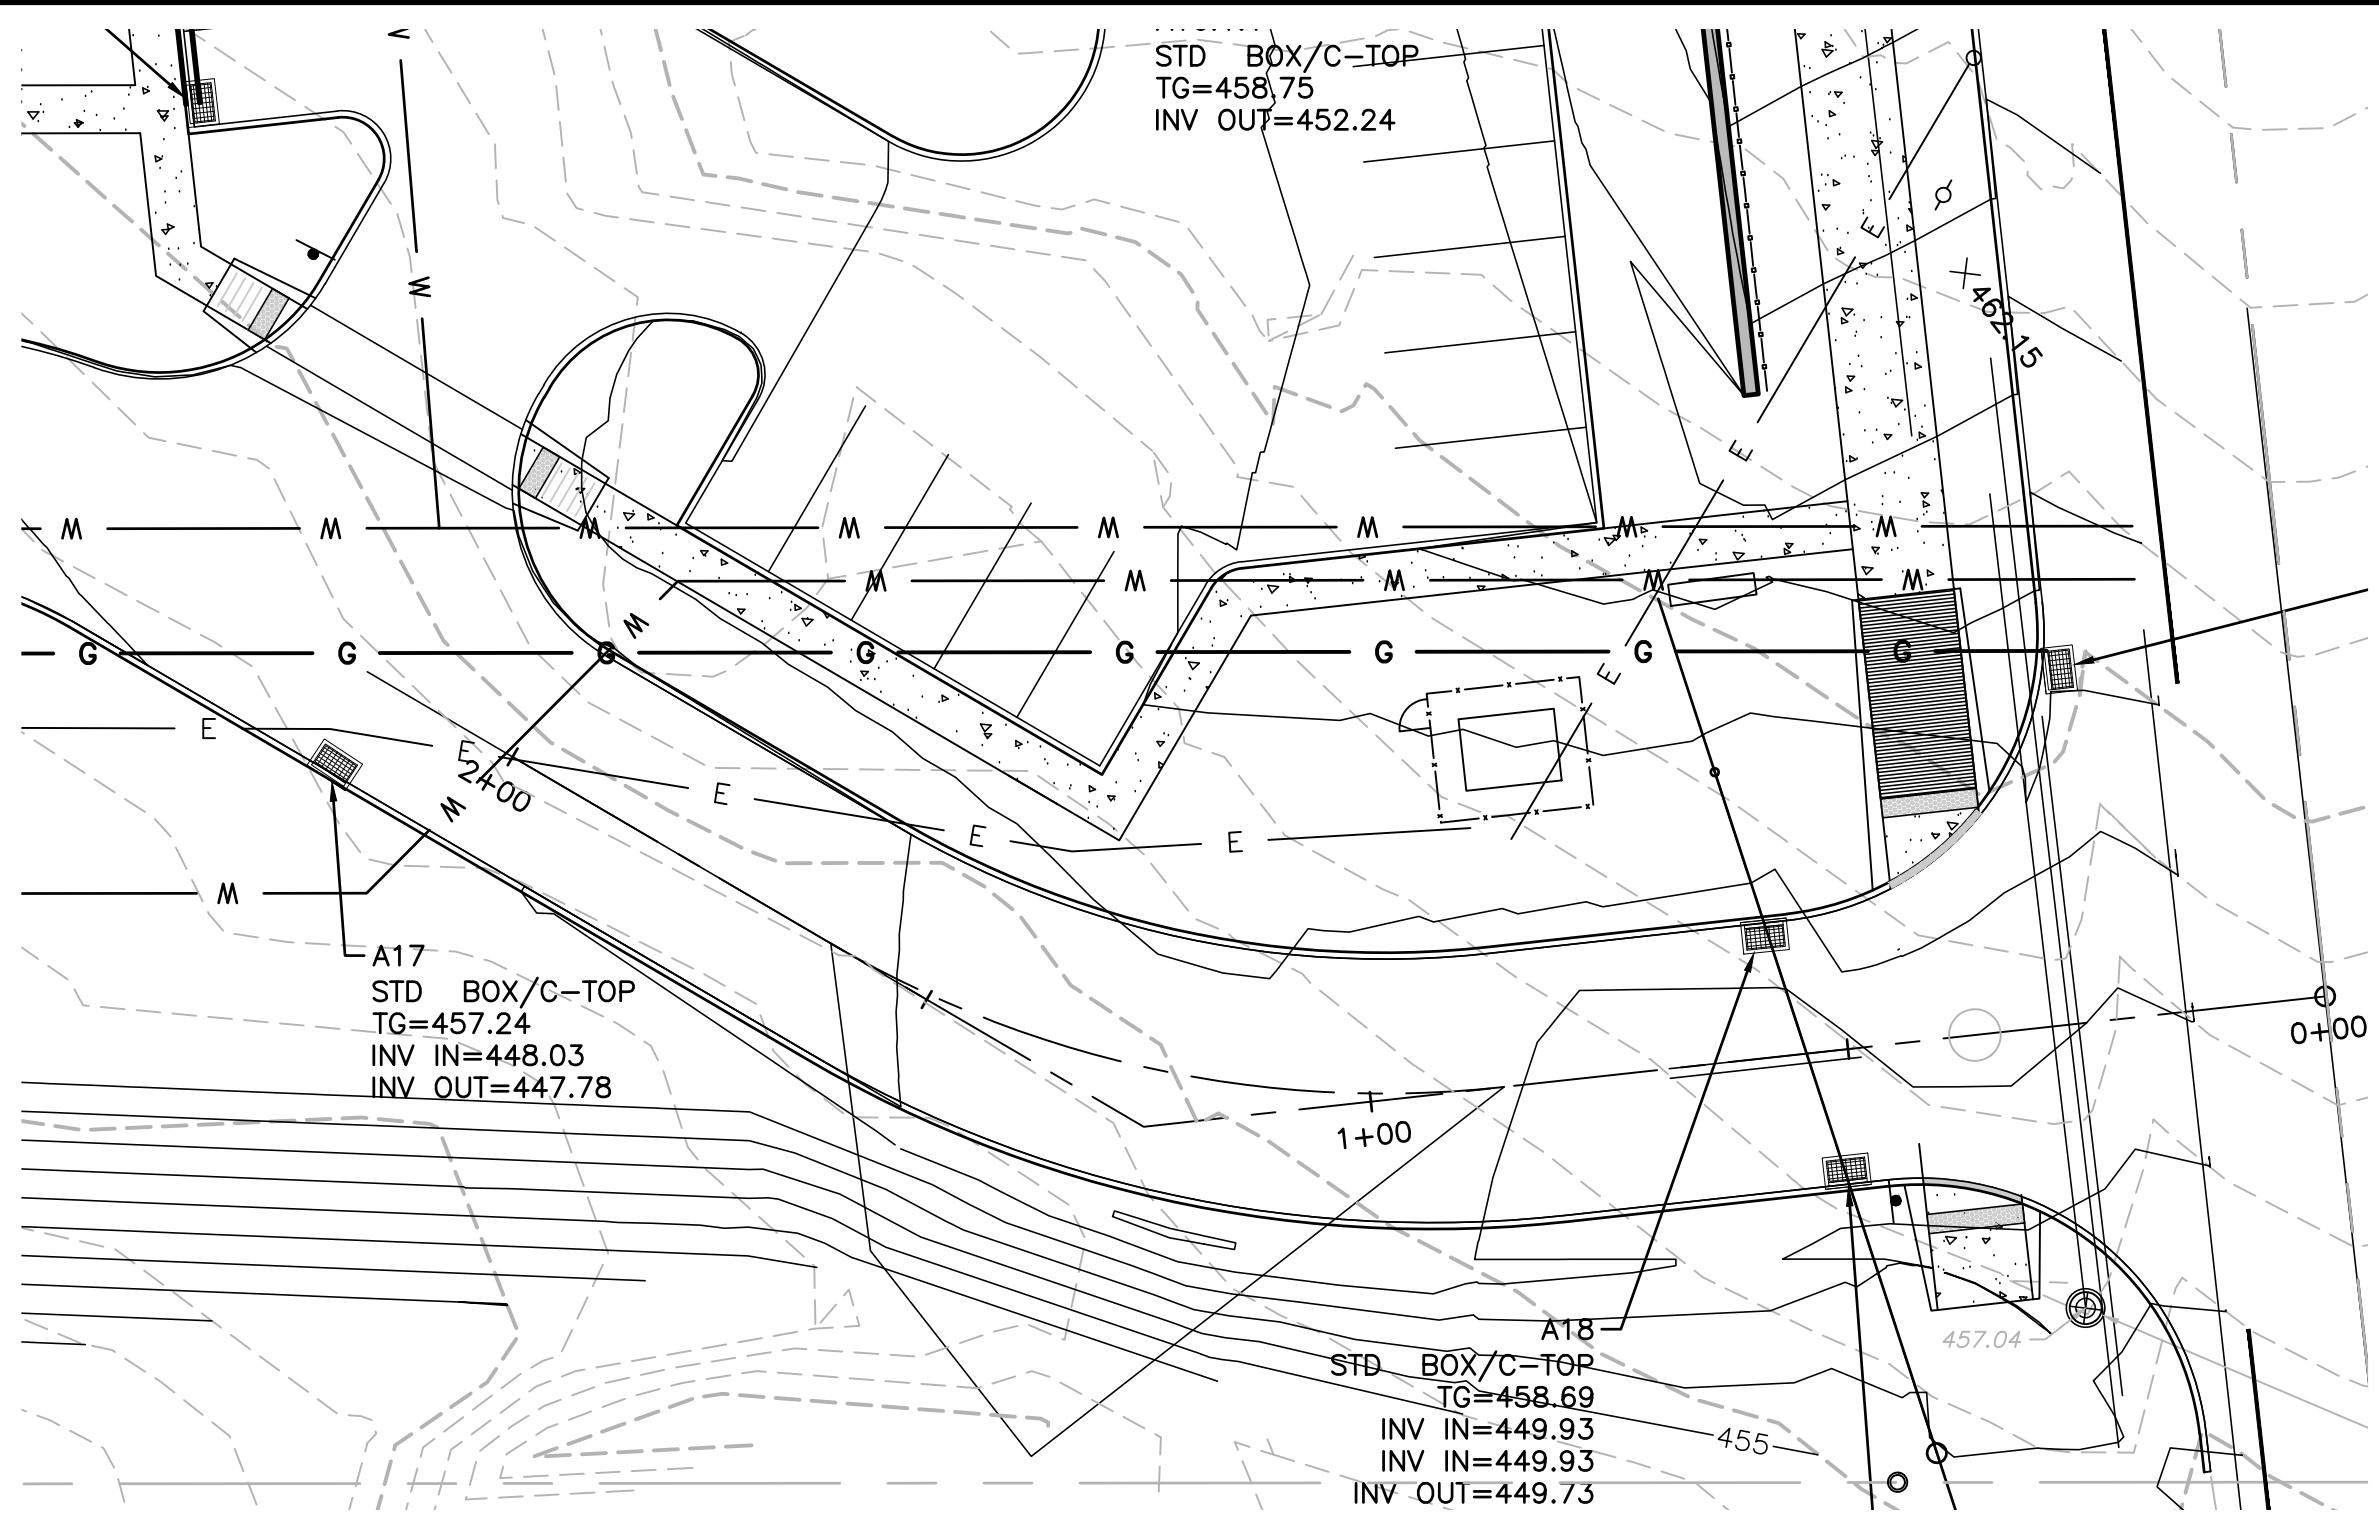 STD BOX/C-TOP
TG=458.75
INV OUT=452.24
W
E
462.15
W
E
W W W W W W W W
W W W W W
W
G G G G G G G G
E
E
E
E
E
E
2+00
W
W
A17
STD BOX/C-TOP
TG=457.24
INV IN=448.03
INV OUT=447.78
0+00
1+00
A18
STD BOX/C-TOP
TG=458.69
INV IN=449.93
INV IN=449.93
INV OUT=449.73
457.04
455